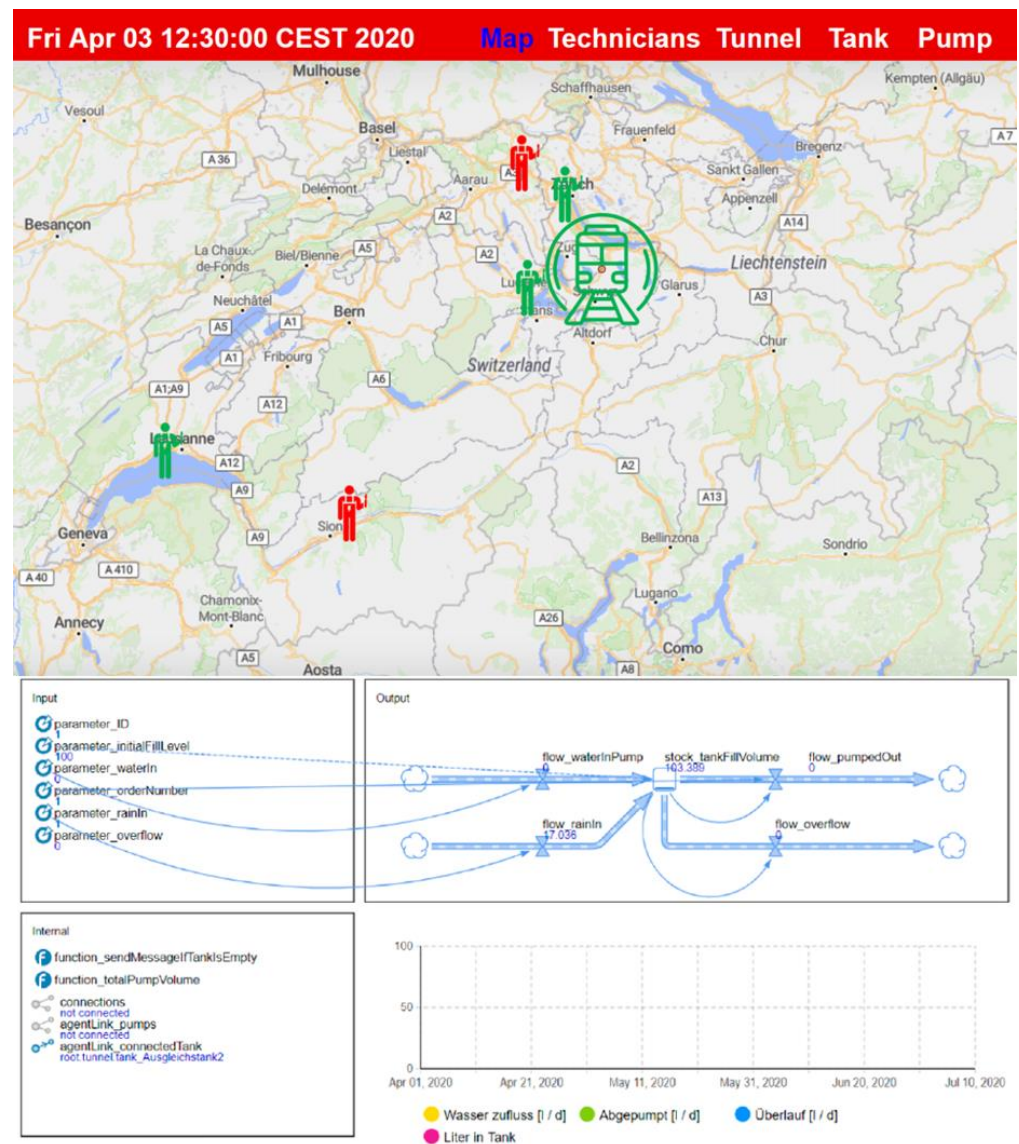 Fri Apr 03 12:30:00 CEST 2020 Map Technicians Tunnel Tank Pump
Mulhouse
Schaffhausen
Kempten (Allgäu)
Vesoul
Basel
Frauenfeld
A 7
Liestal
Bregenz
A 36
Aarau
Sankt Gallen
Delémont
Appenzell
Besançon
A2
A14
La Chaux-
de-Fonds
Biel/Bienne
A5
A2
Liechtenstein
Neuchâtel
Glarus
A3
A5
A1
Bern
Altdorf
Chur
A1
Fribourg
Switzerland
A6
A1;A9
A12
A12
A9
A2
A13
Sion
Geneva
A9
Bellinzona
Sondrio
A 40
A 410
Chamonix-
Mont-Blanc
Lugano
Annecy
A26
A5
Como
Aosta
A8
Input
parameter_ID
1
parameter_initialFillLevel
100
parameter_waterIn
0
parameter_orderNumber
1
parameter_rainIn
1
parameter_overflow
0
Output
flow_waterInPump stock_tankFillVolume flow_pumpedOut
0 103.389 0
flow_rainIn flow_overflow
17.036 0
Internal
function_sendMessageIfTankIsEmpty
function_totalPumpVolume
connections
not connected
agentLink_pumps
not connected
agentLink_connectedTank
root.tunnel.tank_Ausgleichstank2
100
50
0
Apr 01, 2020 Apr 21, 2020 May 11, 2020 May 31, 2020 Jun 20, 2020 Jul 10, 2020
Wasser zufluss [l / d] Abgepumpt [l / d] Überlauf [l / d]
Liter in Tank